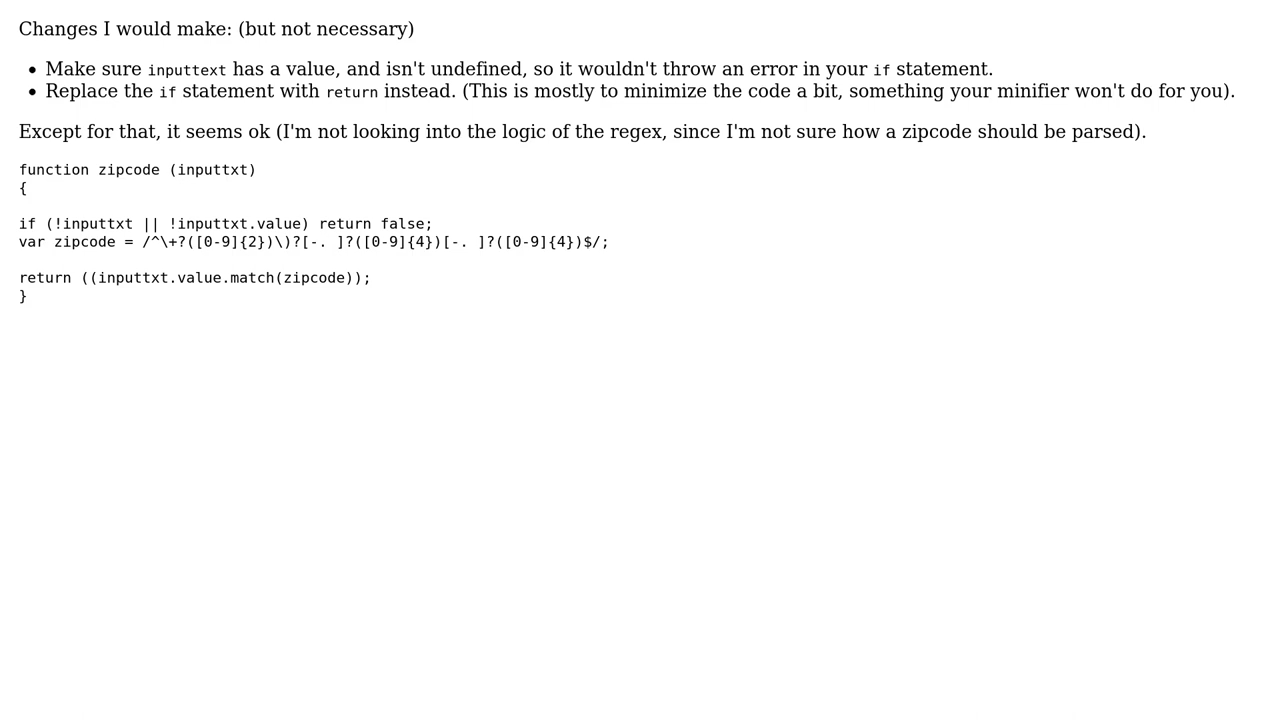 Changes I would make: (but not necessary)
• Make sure inputtext has a value, and isn't undefined, so it wouldn't throw an error in your if statement.
• Replace the if statement with return instead. (This is mostly to minimize the code a bit, something your minifier won't do for you).
Except for that, it seems ok (I'm not looking into the logic of the regex, since I'm not sure how a zipcode should be parsed).
function zipcode (inputtxt)
{
if (!inputtxt || !inputtxt.value) return false;
var zipcode = /^\+?([0-9]{2})\)?[-. ]?([0-9]{4})[-. ]?([0-9]{4})$/;
return ((inputtxt.value.match(zipcode));
}